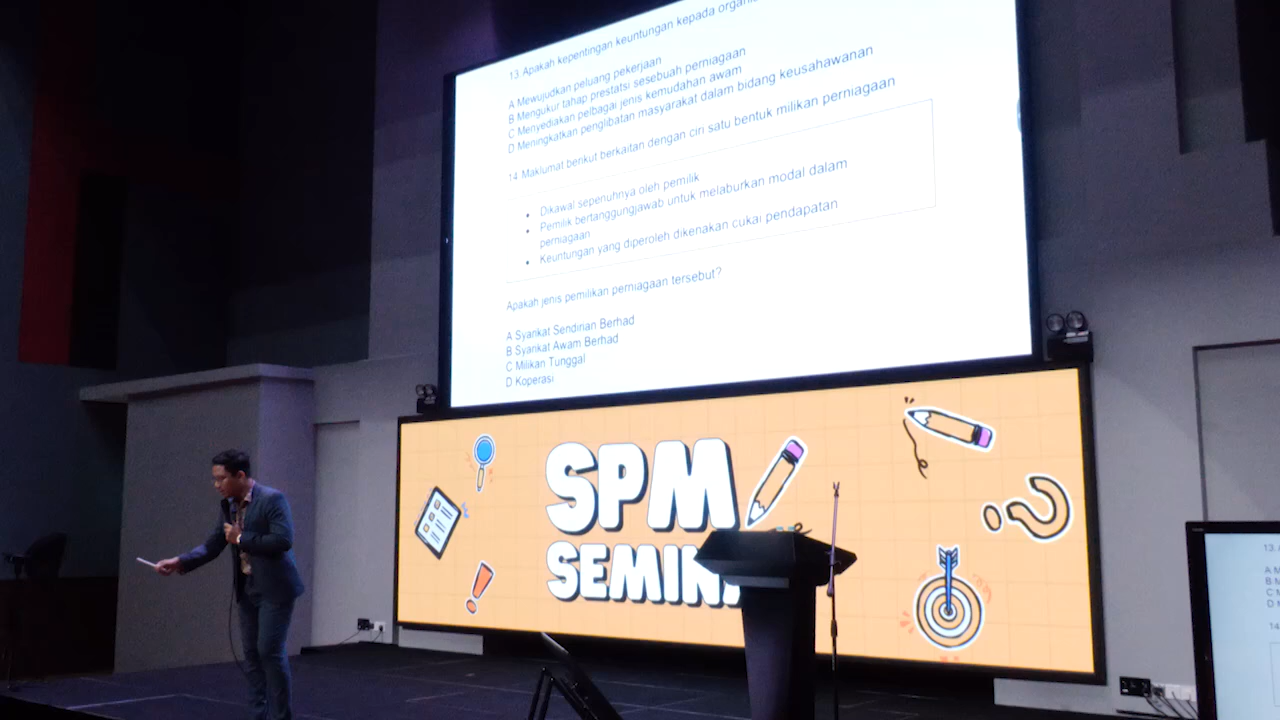 13. Apakah kepentingan keuntungan kepada
A Mewujudkan peluang pekerjaan
B Mengukur tahap prestatsi sesebuah perniagaan
C Menyediakan pelbagai jenis kemudahan awam
D Meningkatkan penglibatan masyarakat dalam bidang keusahawanan
14. Maklumat berikut berkaitan dengan ciri satu bentuk milikan perniagaan
• Dikawal sepenuhnya oleh pemilik
• Pemilik bertanggungjawab untuk melaburkan modal dalam
perniagaan
• Keuntungan yang diperoleh dikenakan cukai pendapatan
Apakah jenis pemilikan perniagaan tersebut?
A Syarikat Sendirian Berhad
B Syarikat Awam Berhad
C Milikan Tunggal
D Koperasi
SPM
SEMIN
13.
A M
B
C
D
14